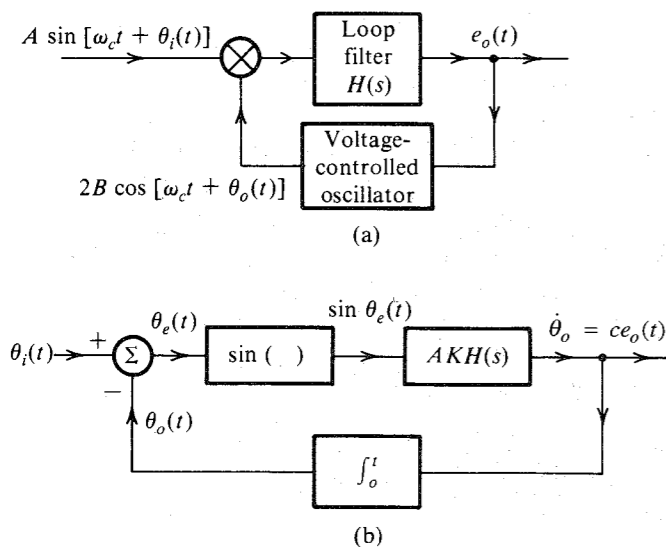 A sin [ω_c t + θ_i(t)]
Loop
filter
H(s)
e_o(t)
Voltage-
controlled
oscillator
2B cos [ω_c t + θ_o(t)]
(a)
θ_i(t)
+
Σ
−
θ_e(t)
sin ( )
sin θ_e(t)
AKH(s)
θ̇_o = ce_o(t)
θ_o(t)
∫_o^t
(b)